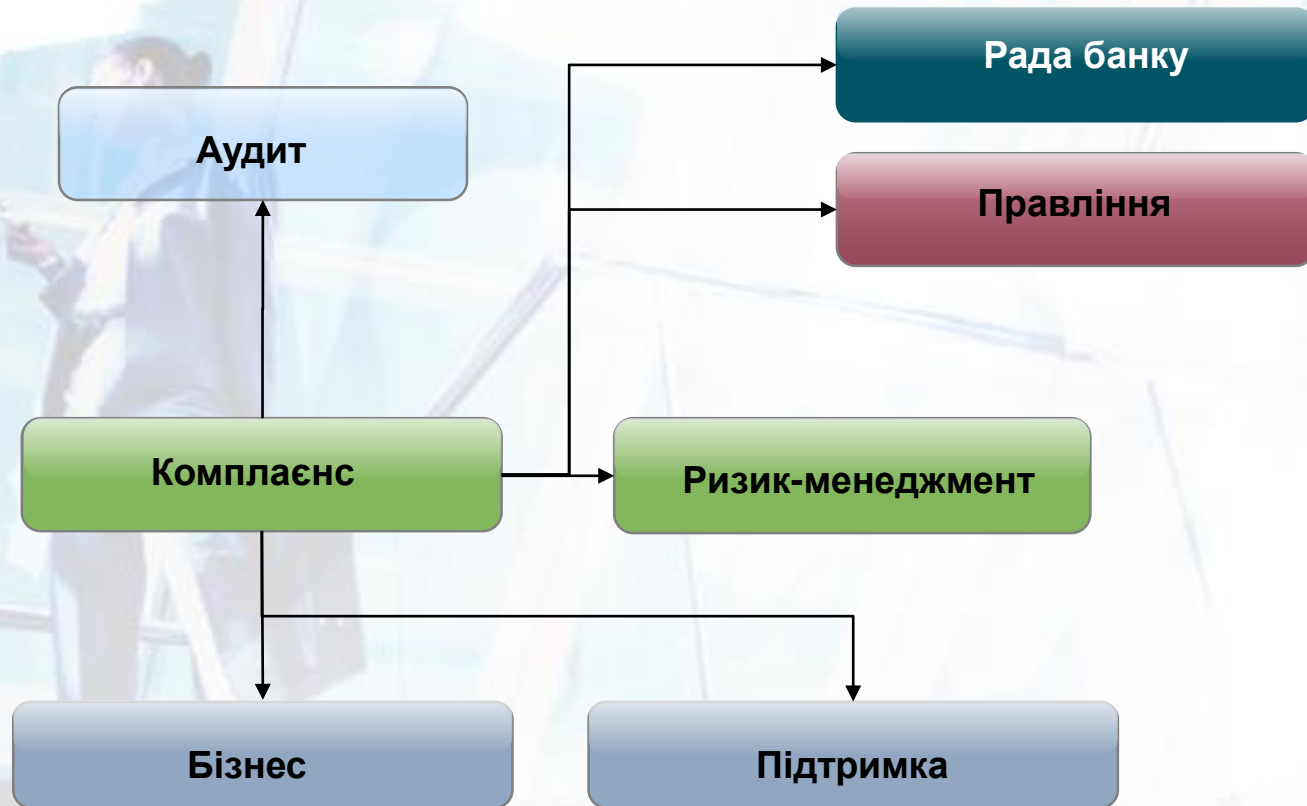 Рада банку
Аудит
Правління
Комплаєнс
Ризик-менеджмент
Бізнес
Підтримка